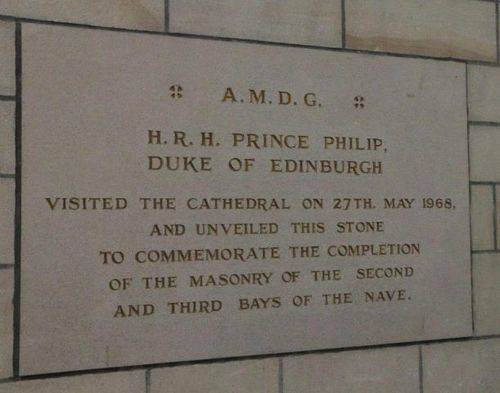 A.M.D.G.
H.R.H. PRINCE PHILIP,
DUKE OF EDINBURGH
VISITED THE CATHEDRAL ON 27TH. MAY 1968,
AND UNVEILED THIS STONE
TO COMMEMORATE THE COMPLETION
OF THE MASONRY OF THE SECOND
AND THIRD BAYS OF THE NAVE.